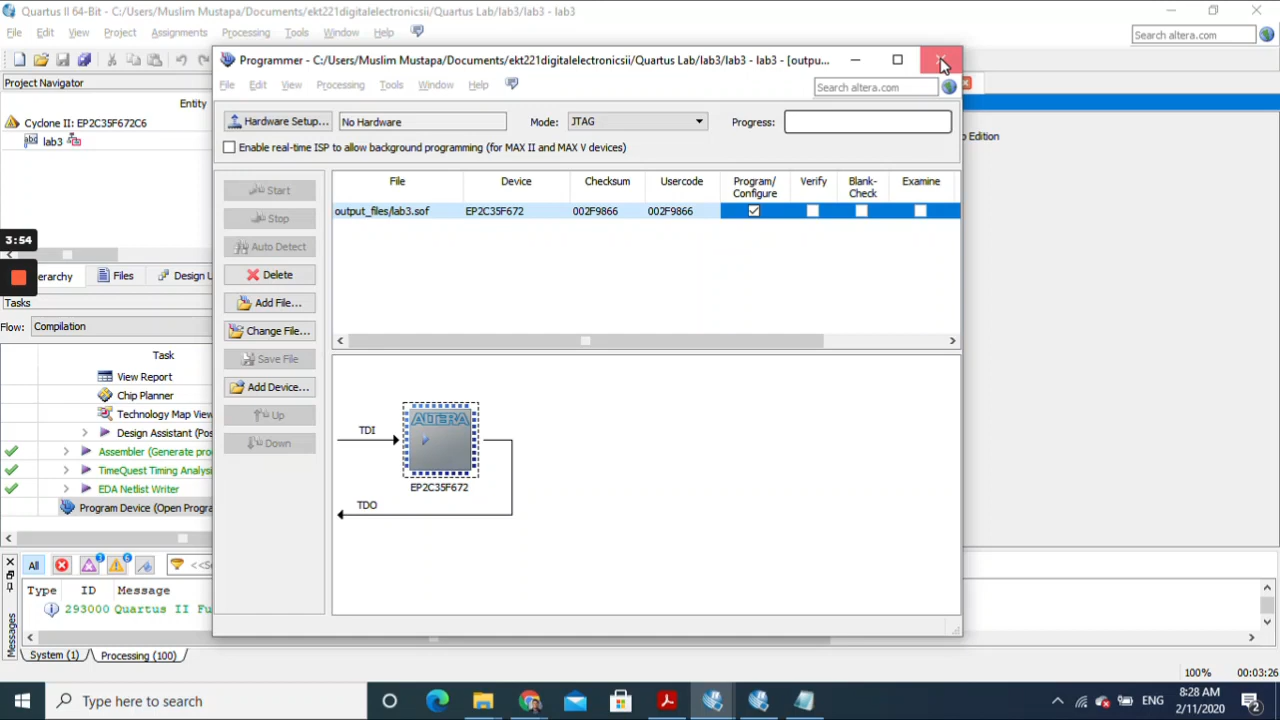 Quartus II 64-Bit - C:/Users/Muslim Mustapa/Documents/ekt221digitalelectronicsii/Quartus Lab/lab3/lab3 - lab3
File Edit View Project Assignments Processing Tools Window Help
Search altera.com
Project Navigator
Entity
Cyclone II: EP2C35F672C6
lab3
3:54
erarchy Files Design U
Tasks
Flow: Compilation
Task
View Report
Chip Planner
Technology Map View
Design Assistant (Pos
Assembler (Generate pro
TimeQuest Timing Analysi
EDA Netlist Writer
Program Device (Open Progra
Programmer - C:/Users/Muslim Mustapa/Documents/ekt221digitalelectronicsii/Quartus Lab/lab3/lab3 - lab3 - [outpu...
File Edit View Processing Tools Window Help
Search altera.com
Hardware Setup... No Hardware Mode: JTAG Progress:
Enable real-time ISP to allow background programming (for MAX II and MAX V devices)
Start
Stop
Auto Detect
Delete
Add File...
Change File...
Save File
Add Device...
Up
Down
File Device Checksum Usercode Program/ Configure Verify Blank- Check Examine
output_files/lab3.sof EP2C35F672 002F9866 002F9866
TDI
ALTERA
EP2C35F672
TDO
o Edition
All 3 6 <<Se
Type ID Message
293000 Quartus II Fu
Messages
System (1) Processing (100)
100% 00:03:26
Type here to search
ENG
8:28 AM
2/11/2020
2